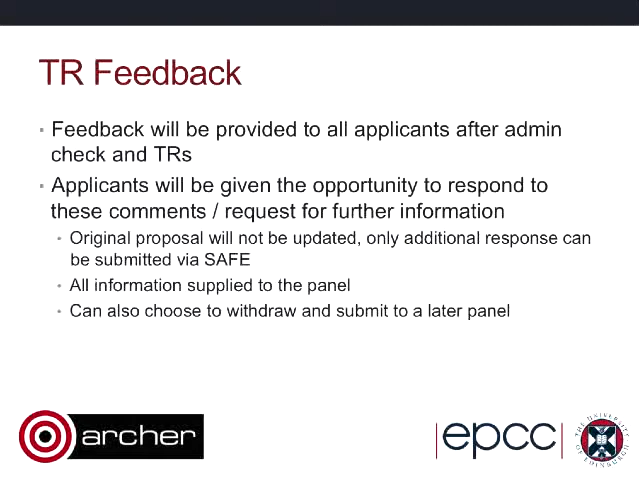 TR Feedback
Feedback will be provided to all applicants after admin
check and TRs
Applicants will be given the opportunity to respond to
these comments / request for further information
Original proposal will not be updated, only additional response can
be submitted via SAFE
All information supplied to the panel
Can also choose to withdraw and submit to a later panel
archer
epcc
THE UNIVERSITY OF EDINBURGH